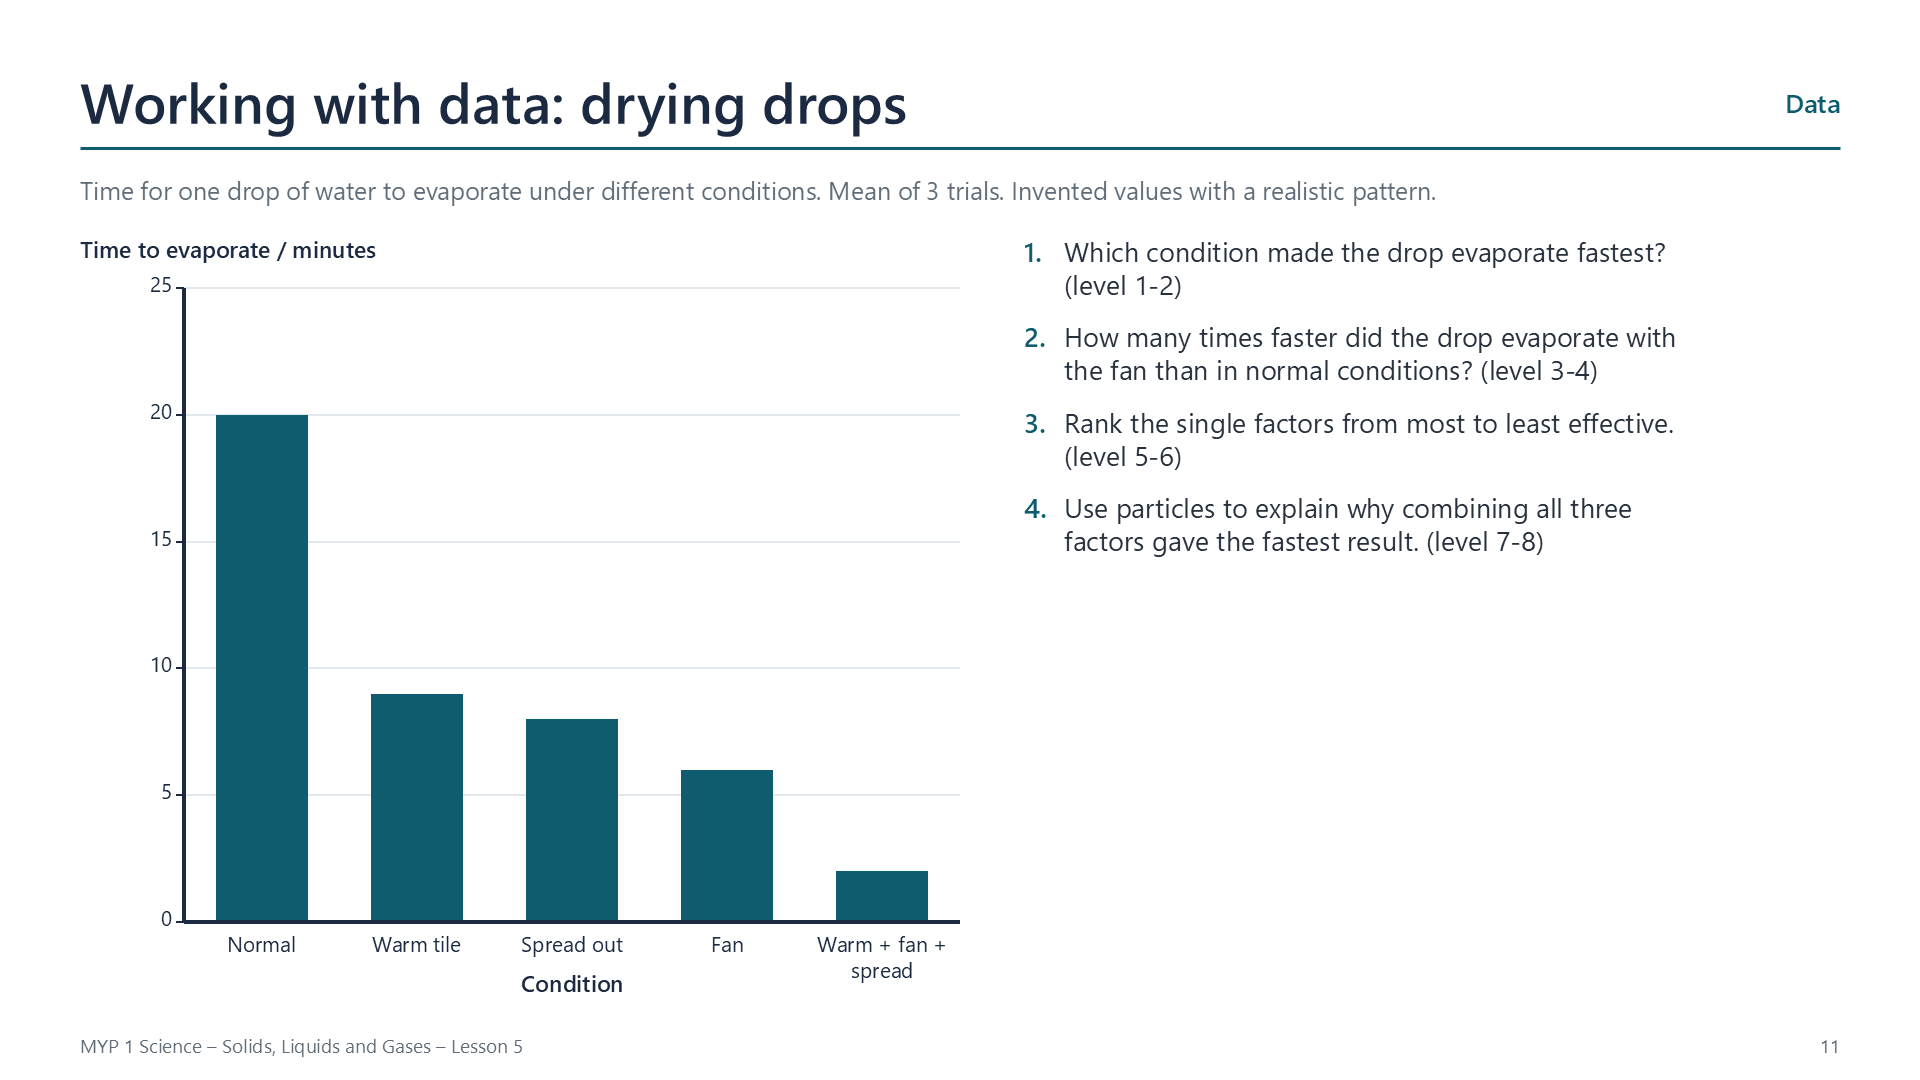 Working with data: drying drops
Data
Time for one drop of water to evaporate under different conditions. Mean of 3 trials. Invented values with a realistic pattern.
Time to evaporate / minutes
25
20
15
10
5
0
Normal
Warm tile
Spread out
Fan
Warm + fan +
spread
Condition
1. Which condition made the drop evaporate fastest?
(level 1-2)
2. How many times faster did the drop evaporate with
the fan than in normal conditions? (level 3-4)
3. Rank the single factors from most to least effective.
(level 5-6)
4. Use particles to explain why combining all three
factors gave the fastest result. (level 7-8)
MYP 1 Science – Solids, Liquids and Gases – Lesson 5
11